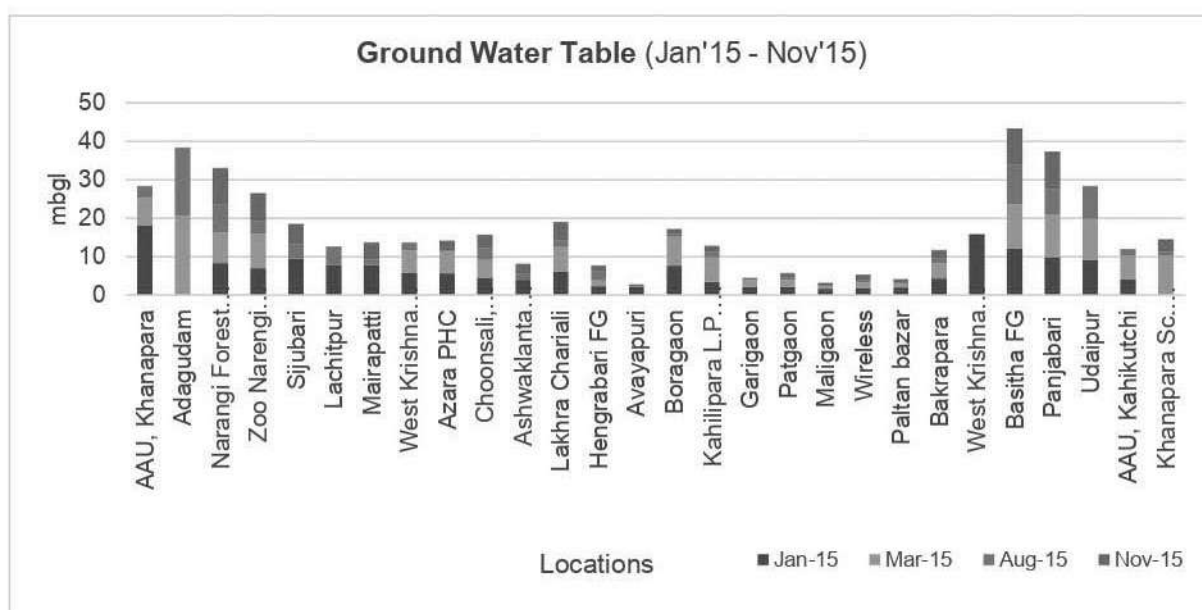 Ground Water Table (Jan'15 - Nov'15)
50
40
30
20
10
0
mbgl
AAU, Khanapara
Adagudam
Narangi Forest...
Zoo Narengi...
Sijubari
Lachitpur
Mairapatti
West Krishna...
Azara PHC
Choonsali,...
Ashwaklanta...
Lakhra Chariali
Hengrabari FG
Avayapuri
Boragaon
Kahilipara L.P...
Garigaon
Patgaon
Maligaon
Wireless
Paltan bazar
Bakrapara
West Krishna...
Basitha FG
Panjabari
Udaipur
AAU, Kahikutchi
Khanapara Sc...
Locations
Jan-15 Mar-15 Aug-15 Nov-15